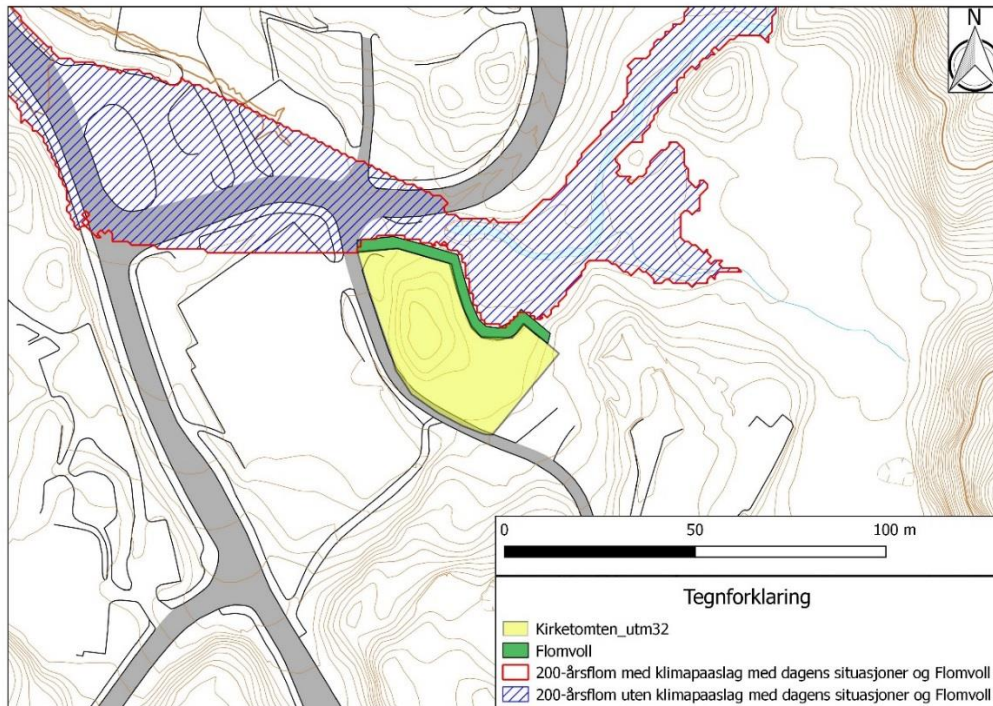 N
0 50 100 m
Tegnforklaring
Kirketomten_utm32
Flomvoll
200-årsflom med klimapaaslag med dagens situasjoner og Flomvoll
200-årsflom uten klimapaaslag med dagens situasjoner og Flomvoll